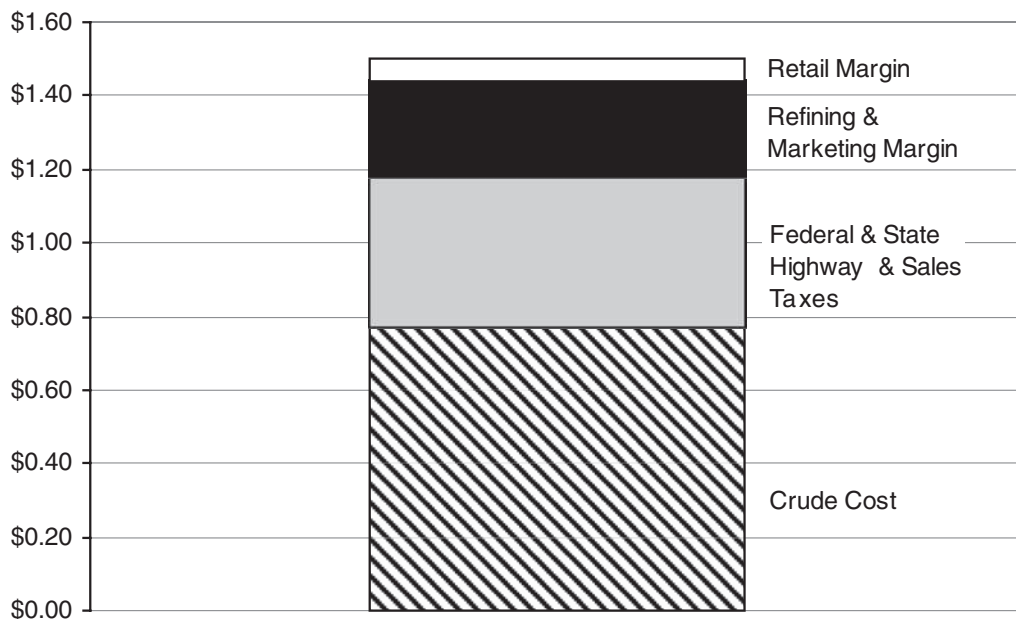 $1.60
Retail Margin
$1.40
Refining &
Marketing Margin
$1.20
$1.00
Federal & State
Highway & Sales
Taxes
$0.80
$0.60
$0.40
Crude Cost
$0.20
$0.00